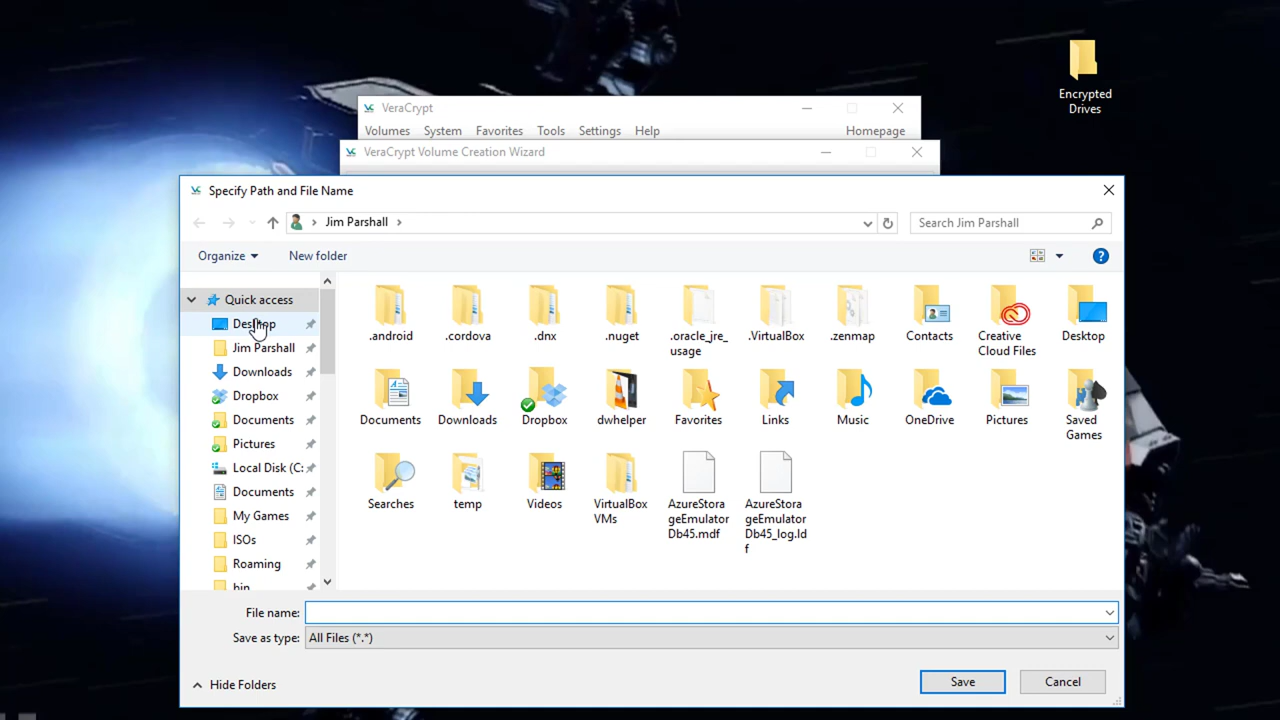 Encrypted
Drives
VeraCrypt
Volumes System Favorites Tools Settings Help Homepage
VeraCrypt Volume Creation Wizard
Specify Path and File Name
Jim Parshall
Search Jim Parshall
Organize New folder
Quick access
Desktop
Jim Parshall
Downloads
Dropbox
Documents
Pictures
Local Disk (C:
Documents
My Games
ISOs
Roaming
bin
.android .cordova .dnx .nuget .oracle_jre_ .VirtualBox .zenmap Contacts Creative Desktop
usage Cloud Files
Documents Downloads Dropbox dwhelper Favorites Links Music OneDrive Pictures Saved
Games
Searches temp Videos VirtualBox AzureStora AzureStora
VMs geEmulator geEmulator
Db45.mdf Db45_log.ld
f
File name:
Save as type: All Files (*.*)
Hide Folders Save Cancel